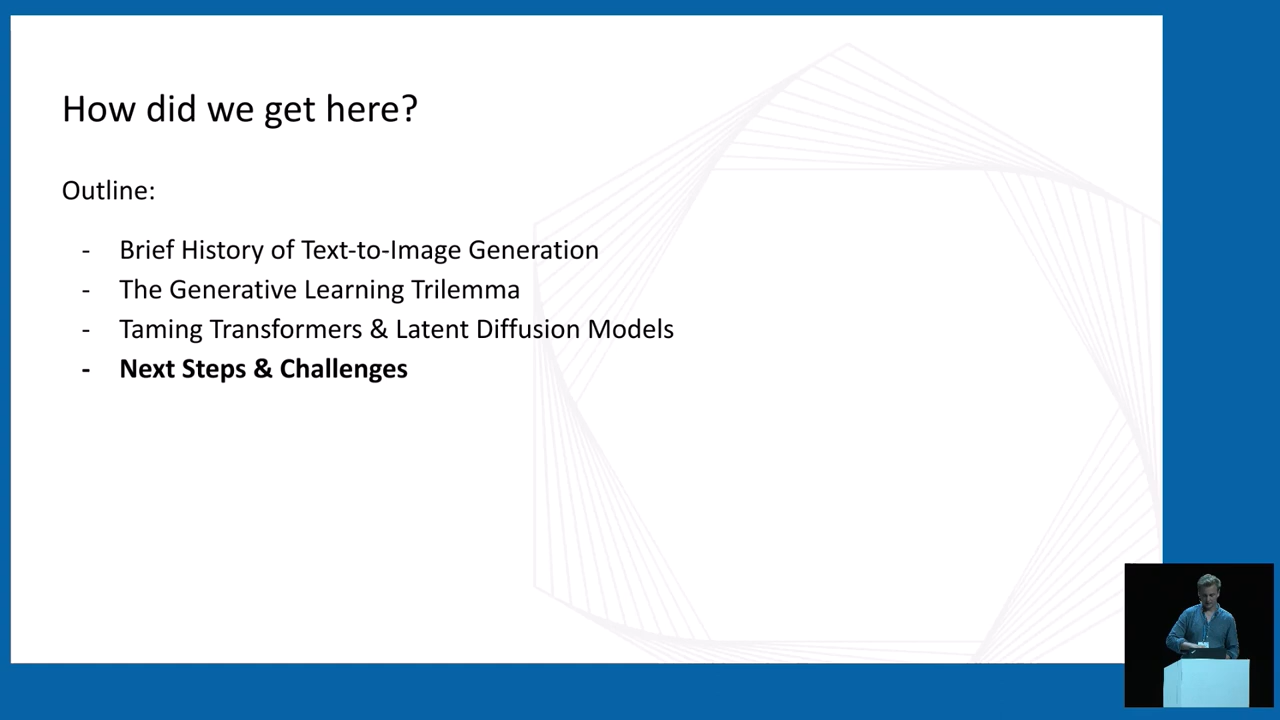 How did we get here?
Outline:
- Brief History of Text-to-Image Generation
- The Generative Learning Trilemma
- Taming Transformers & Latent Diffusion Models
- Next Steps & Challenges